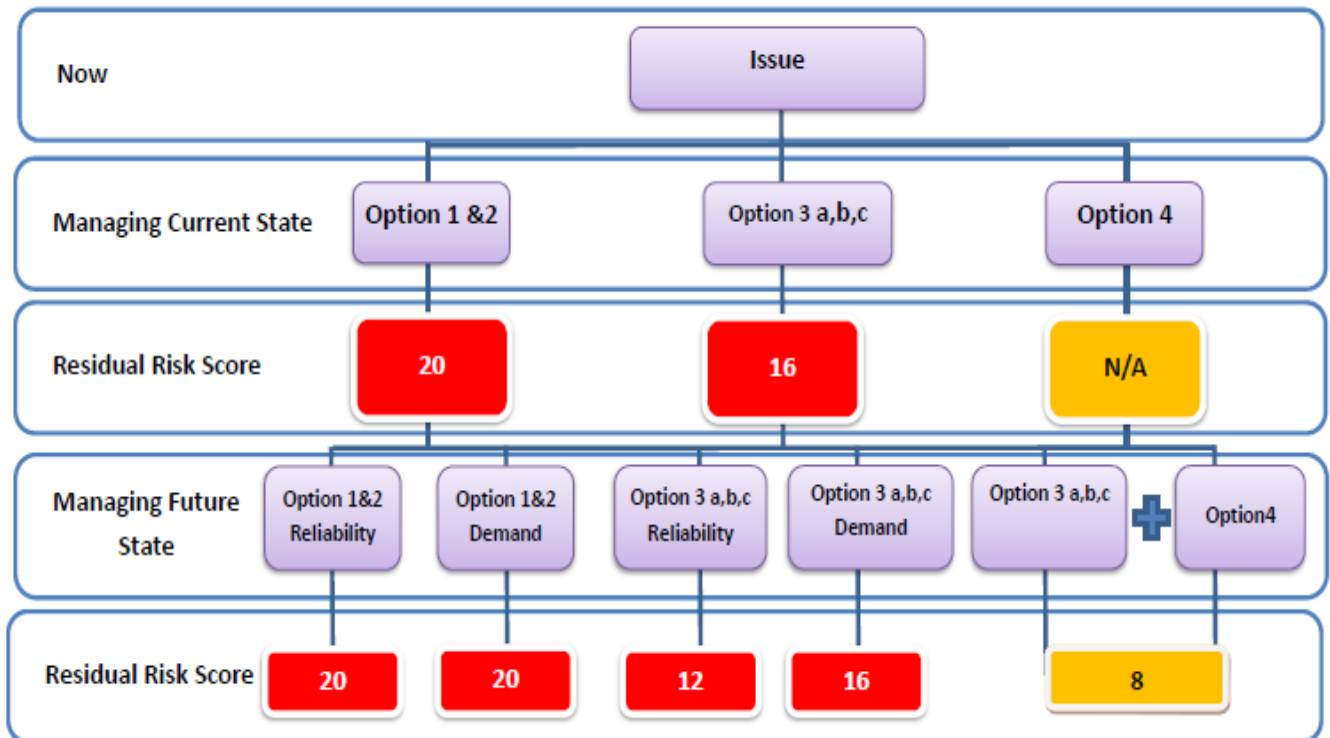 Now
Issue
Managing Current State
Option 1 &2
Option 3 a,b,c
Option 4
Residual Risk Score
20
16
N/A
Managing Future
State
Option 1&2
Reliability
Option 1&2
Demand
Option 3 a,b,c
Reliability
Option 3 a,b,c
Demand
Option 3 a,b,c
Option4
Residual Risk Score
20
20
12
16
8